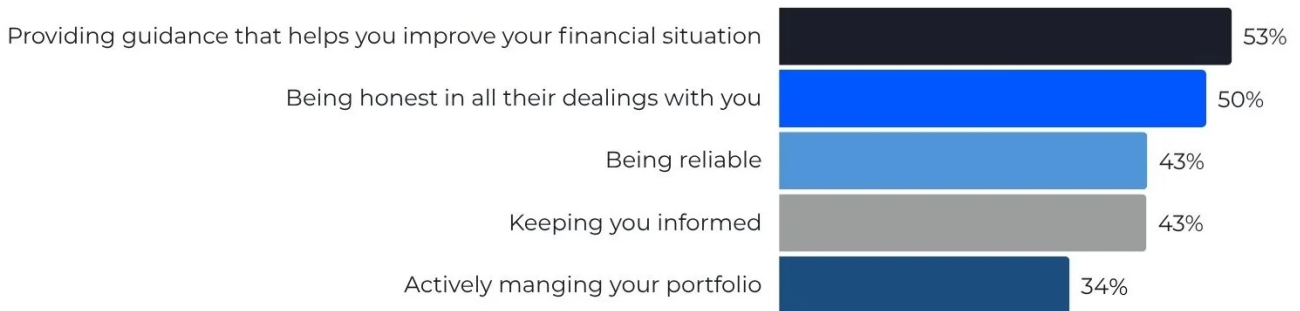 Providing guidance that helps you improve your financial situation 53%
Being honest in all their dealings with you 50%
Being reliable 43%
Keeping you informed 43%
Actively manging your portfolio 34%